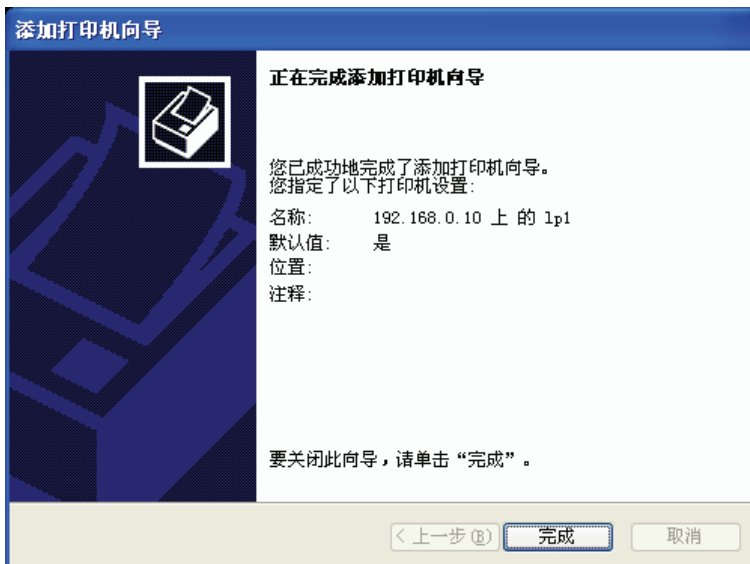 添加打印机向导
正在完成添加打印机向导
您已成功地完成了添加打印机向导。
您指定了以下打印机设置:
名称: 192.168.0.10 上 的 lp1
默认值: 是
位置:
注释:
要关闭此向导，请单击“完成”。
< 上一步(B) 完成 取消